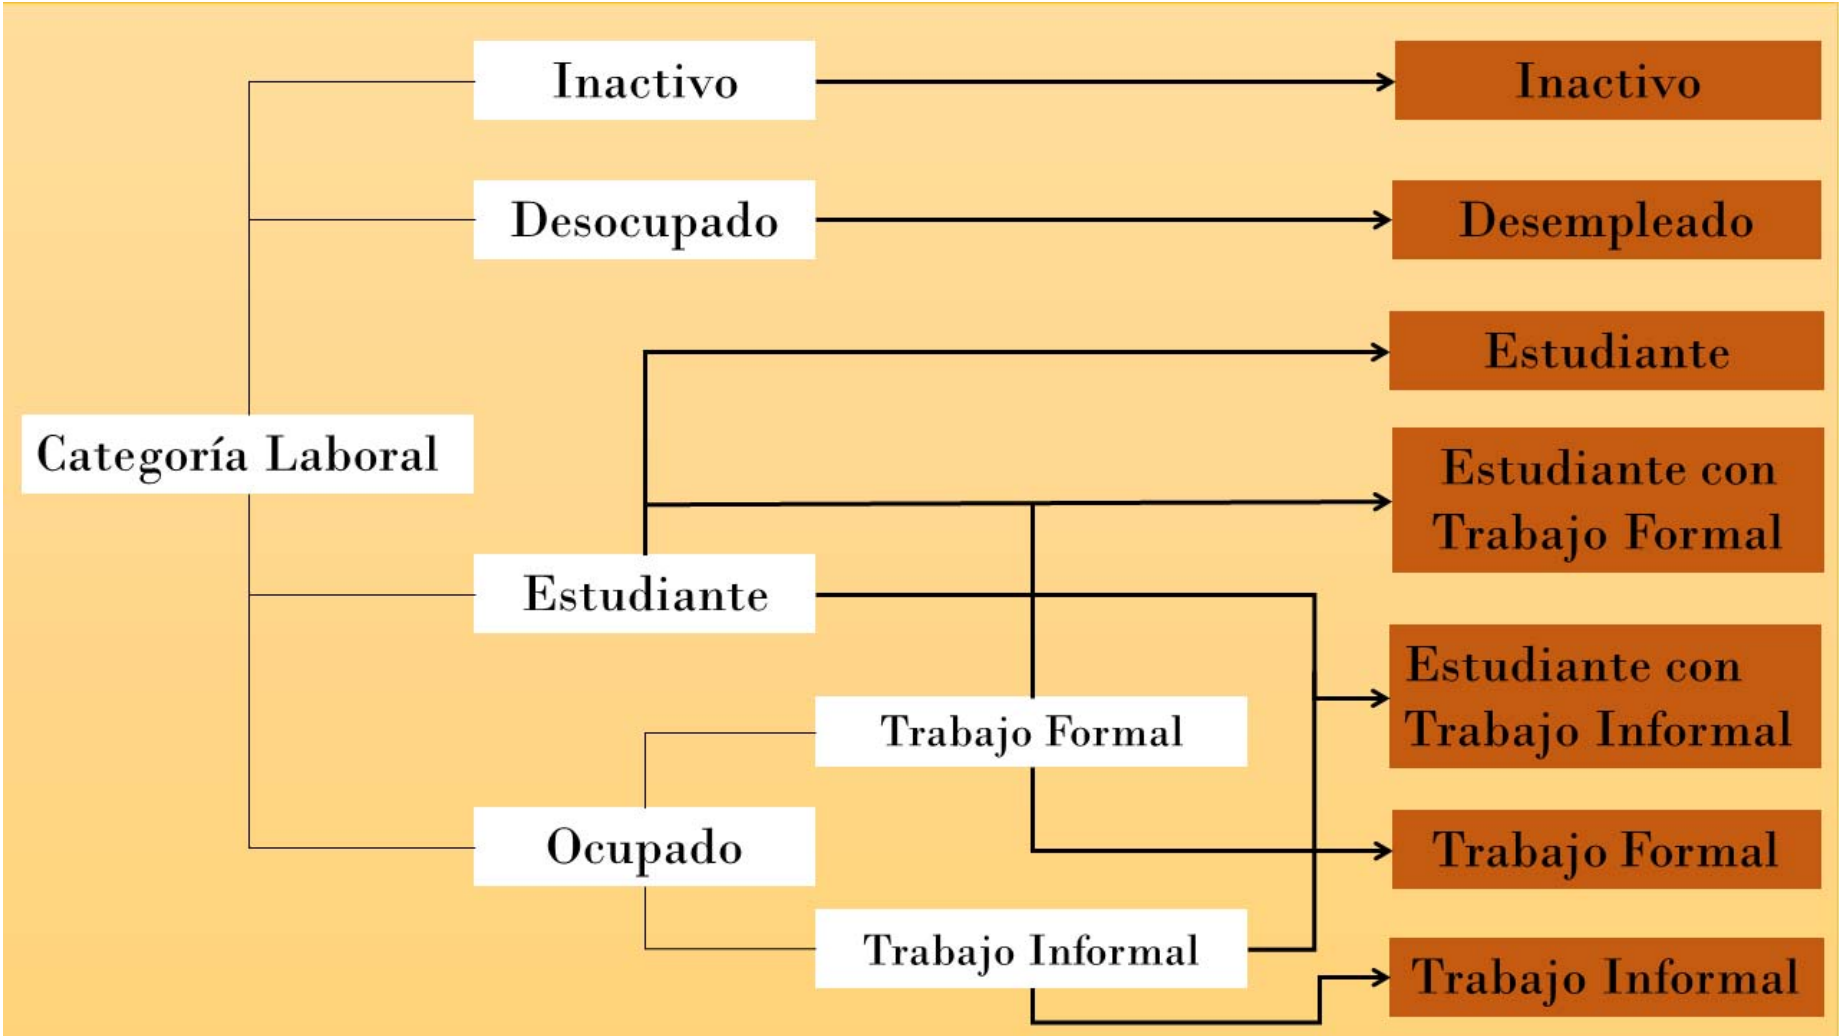 Inactivo
Inactivo
Desocupado
Desempleado
Estudiante
Categoría Laboral
Estudiante con
Trabajo Formal
Estudiante
Estudiante con
Trabajo Informal
Trabajo Formal
Ocupado
Trabajo Formal
Trabajo Informal
Trabajo Informal